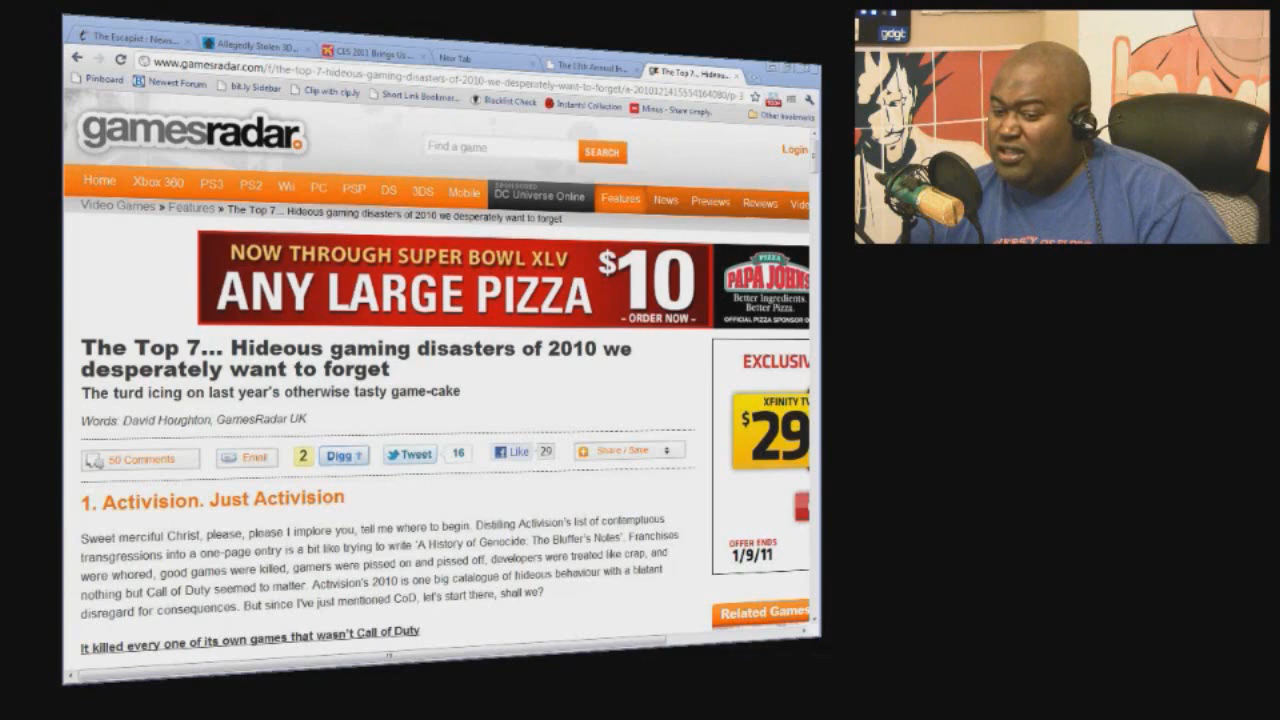 The Escapist : News...
Allegedly Stolen 3D...
CES 2011 Brings Us ...
New Tab
The 13th Annual In...
The Top 7... Hideou...
www.gamesradar.com/f/the-top-7-hideous-gaming-disasters-of-2010-we-desperately-want-to-forget/a-2010121415554164080/p-3
Pinboard
Newest Forum
bit.ly Sidebar
Clip with clip.ly
Short Link Bookmar...
Blacklist Check
Instants! Collection
Minus - Share simply.
Other bookmarks
gamesradar.
Find a game
SEARCH
Login
Home Xbox 360 PS3 PS2 Wii PC PSP DS 3DS Mobile
SPONSORED
DC Universe Online
Features News Previews Reviews Vide
Video Games » Features » The Top 7... Hideous gaming disasters of 2010 we desperately want to forget
NOW THROUGH SUPER BOWL XLV
ANY LARGE PIZZA
$10
- ORDER NOW -
PIZZA
PAPA JOHNS
Better Ingredients.
Better Pizza.
OFFICIAL PIZZA SPONSOR O
The Top 7... Hideous gaming disasters of 2010 we
desperately want to forget
The turd icing on last year's otherwise tasty game-cake
Words: David Houghton, GamesRadar UK
50 Comments
Email
2 Digg
Tweet 16
Like 29
Share / Save
EXCLUSIV
XFINITY TV
$29
OFFER ENDS
1/9/11
1. Activision. Just Activision
Sweet merciful Christ, please, please I implore you, tell me where to begin. Distilling Activision's list of contemptuous
transgressions into a one-page entry is a bit like trying to write 'A History of Genocide: The Bluffer's Notes'. Franchises
were whored, good games were killed, gamers were pissed on and pissed off, developers were treated like crap, and
nothing but Call of Duty seemed to matter. Activision's 2010 is one big catalogue of hideous behaviour with a blatant
disregard for consequences. But since I've just mentioned CoD, let's start there, shall we?
It killed every one of its own games that wasn't Call of Duty
Related Games
gdgt